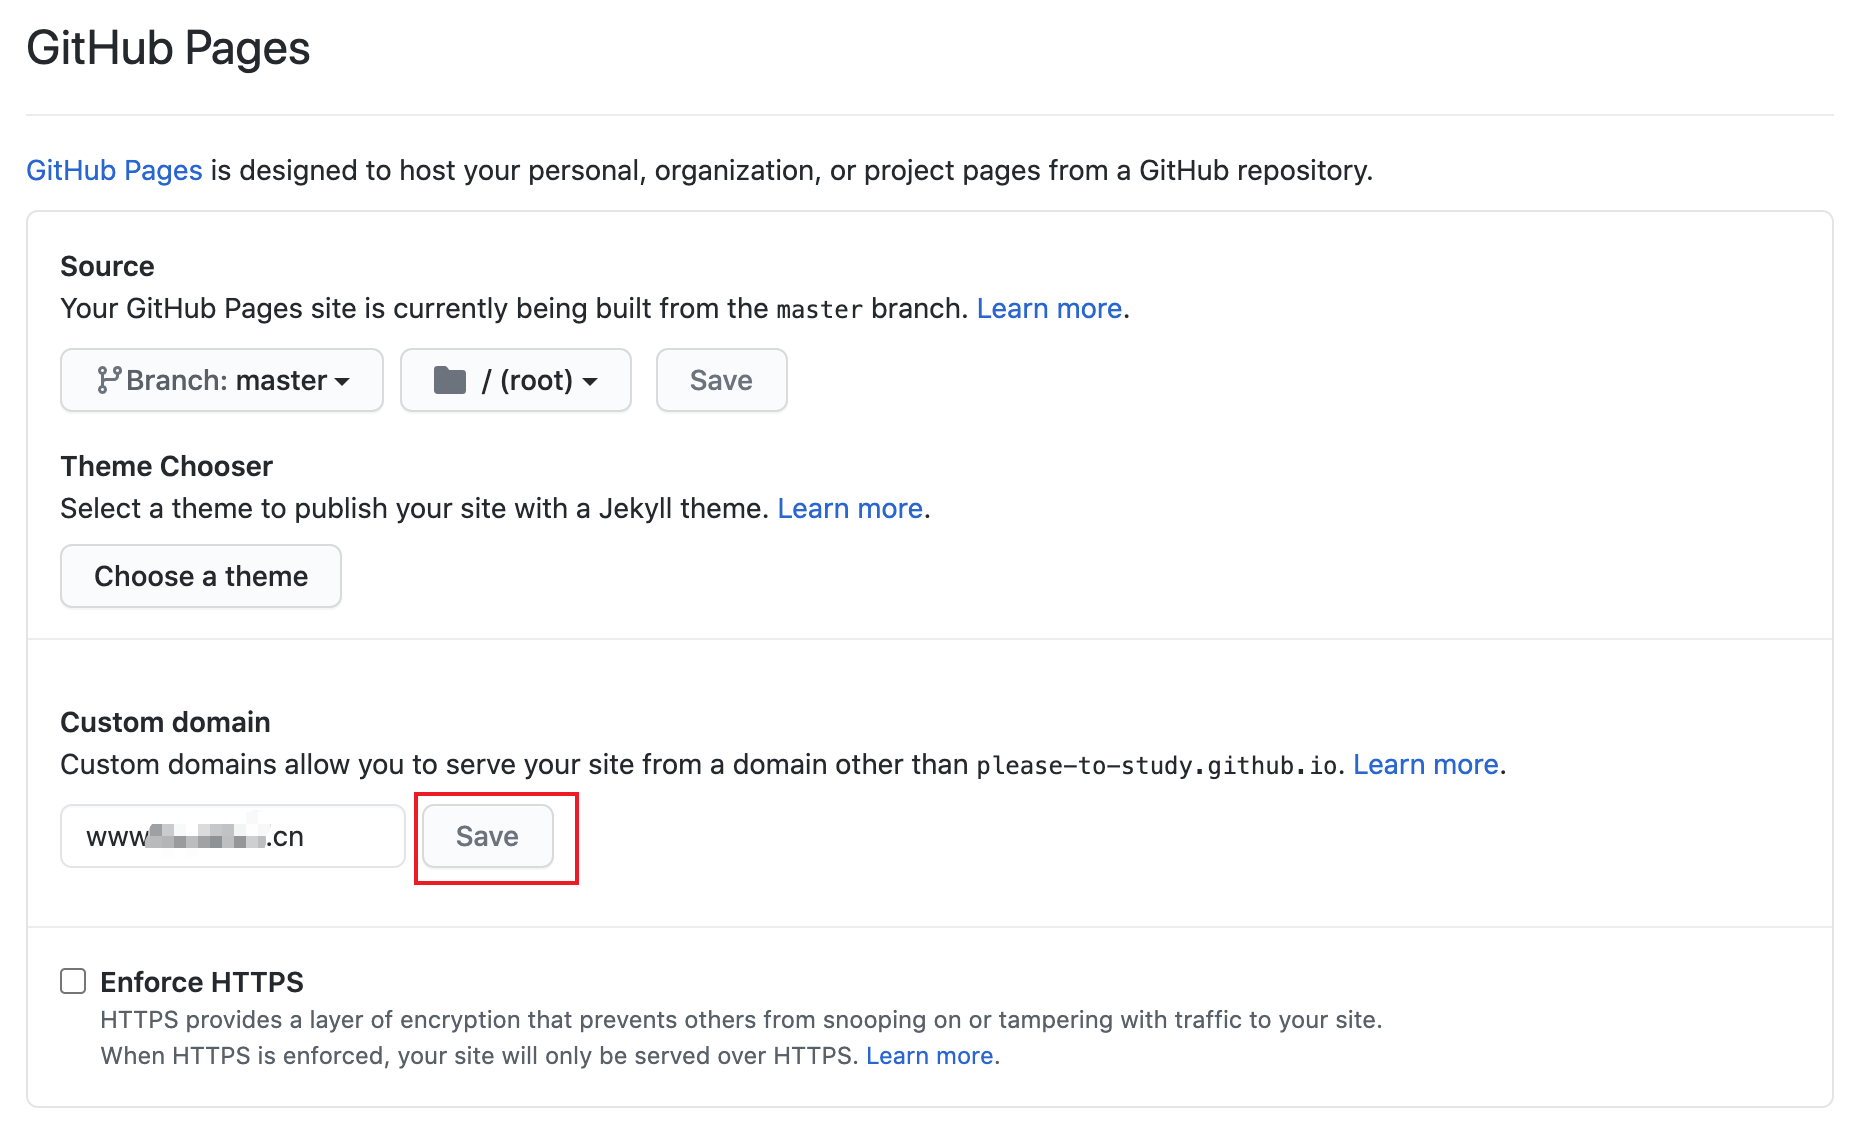 GitHub Pages
GitHub Pages is designed to host your personal, organization, or project pages from a GitHub repository.
Source
Your GitHub Pages site is currently being built from the master branch. Learn more.
Branch: master
/ (root)
Save
Theme Chooser
Select a theme to publish your site with a Jekyll theme. Learn more.
Choose a theme
Custom domain
Custom domains allow you to serve your site from a domain other than please-to-study.github.io. Learn more.
www .cn
Save
Enforce HTTPS
HTTPS provides a layer of encryption that prevents others from snooping on or tampering with traffic to your site.
When HTTPS is enforced, your site will only be served over HTTPS. Learn more.